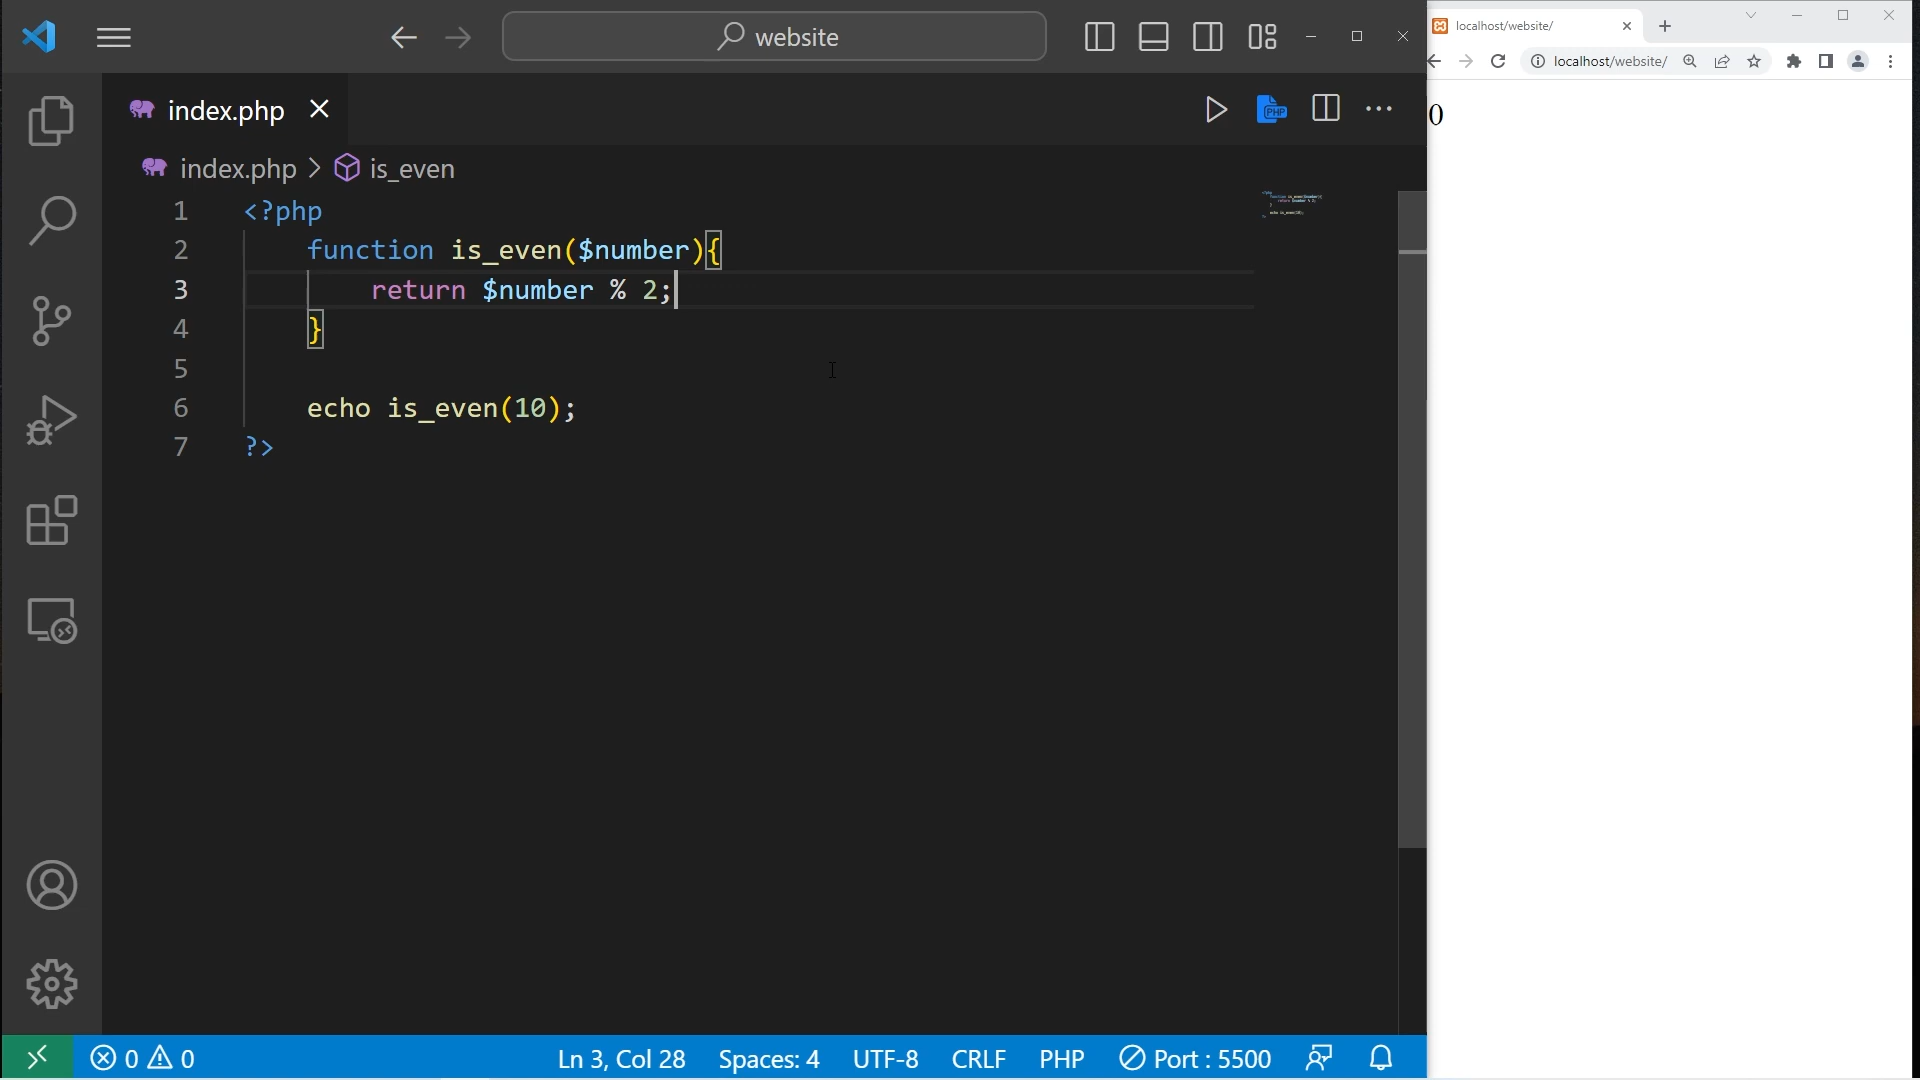 website
index.php
index.php > is_even
1 <?php
2 function is_even($number){
3 return $number % 2;
4 }
5
6 echo is_even(10);
7 ?>
0 0
Ln 3, Col 28 Spaces: 4 UTF-8 CRLF PHP Port : 5500
localhost/website/
localhost/website/
0